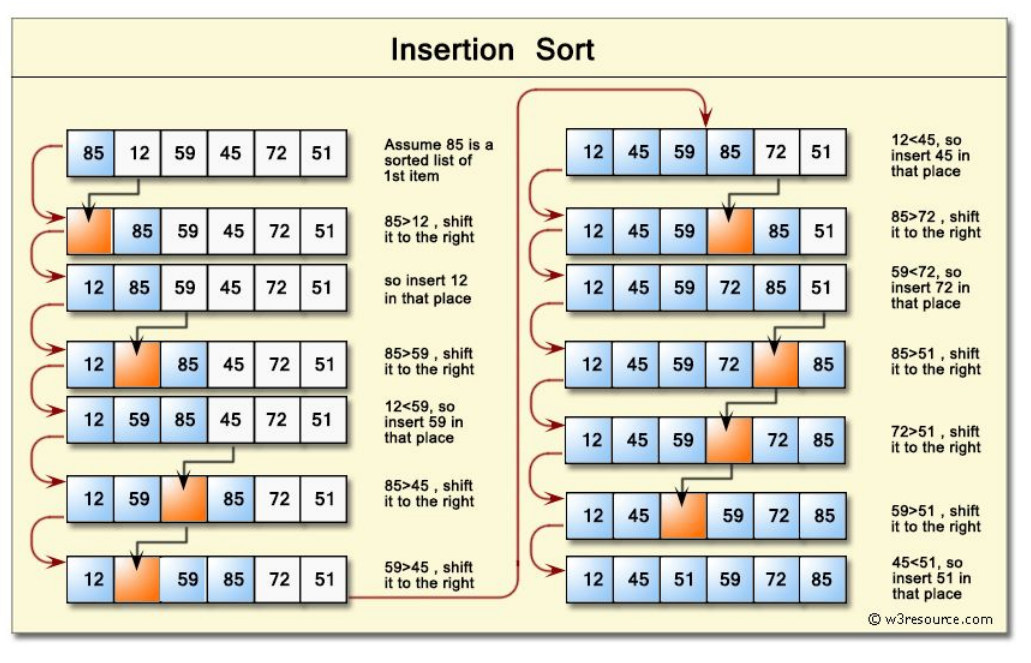 Insertion Sort
85 12 59 45 72 51
Assume 85 is a
sorted list of
1st item
85 59 45 72 51
85>12 , shift
it to the right
12 85 59 45 72 51
so insert 12
in that place
12 85 45 72 51
85>59 , shift
it to the right
12 59 85 45 72 51
12<59, so
insert 59 in
that place
12 59 85 72 51
85>45 , shift
it to the right
12 59 85 72 51
59>45 , shift
it to the right
12 45 59 85 72 51
12<45, so
insert 45 in
that place
12 45 59 85 51
85>72 , shift
it to the right
12 45 59 72 85 51
59<72, so
insert 72 in
that place
12 45 59 72 85
85>51 , shift
it to the right
12 45 59 72 85
72>51 , shift
it to the right
12 45 59 72 85
59>51 , shift
it to the right
12 45 51 59 72 85
45<51, so
insert 51 in
that place
© w3resource.com